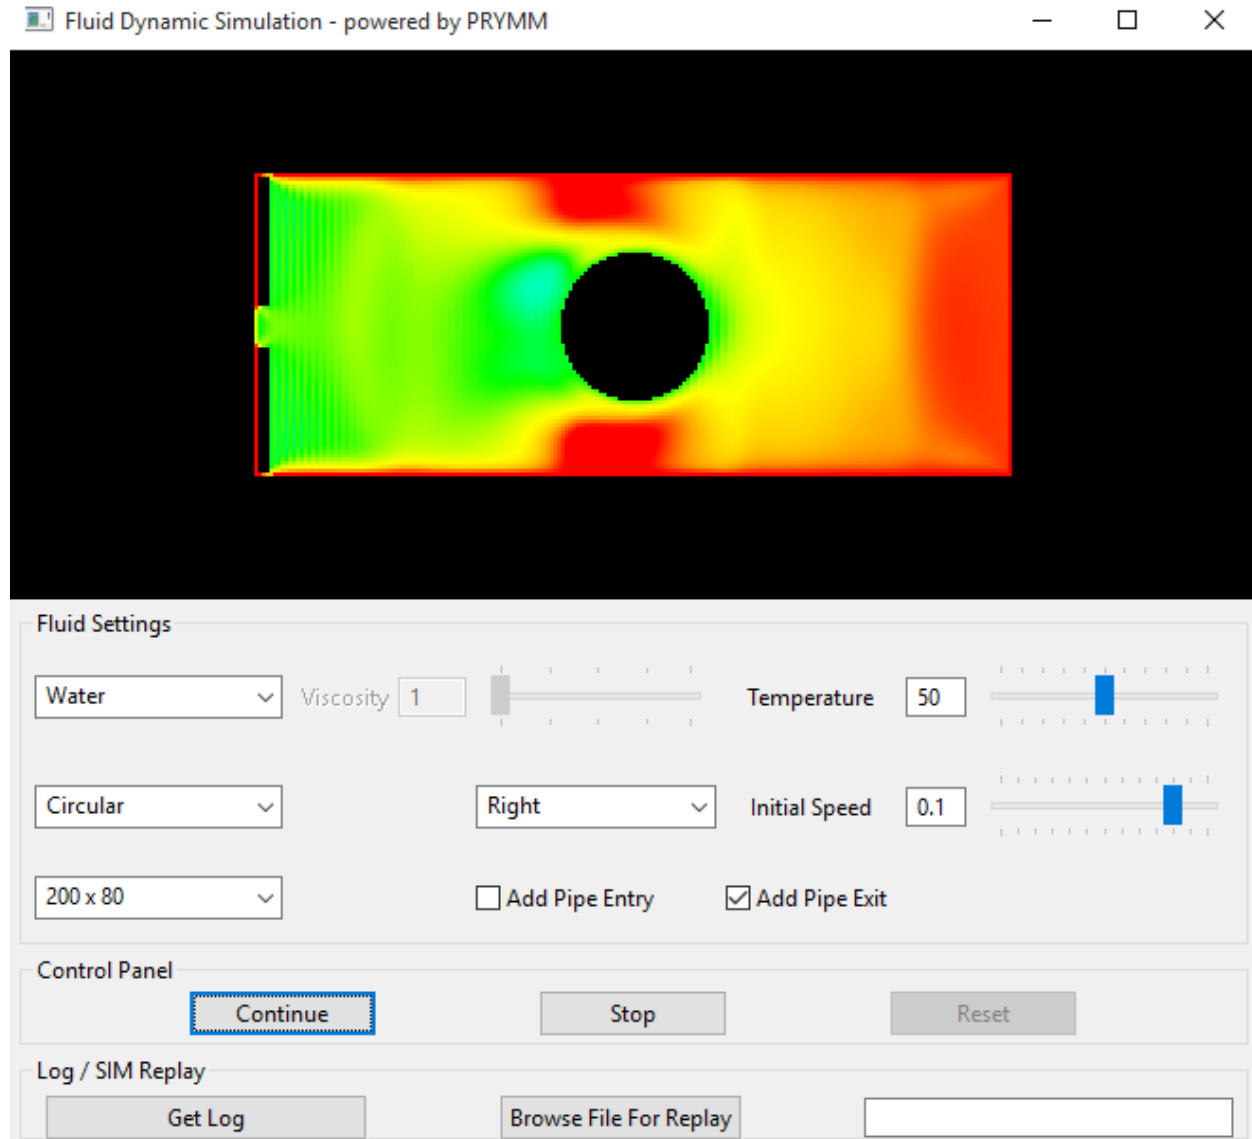 Fluid Dynamic Simulation - powered by PRYMM
Fluid Settings
Water Viscosity 1 Temperature 50
Circular Right Initial Speed 0.1
200 x 80 Add Pipe Entry Add Pipe Exit
Control Panel
Continue Stop Reset
Log / SIM Replay
Get Log Browse File For Replay